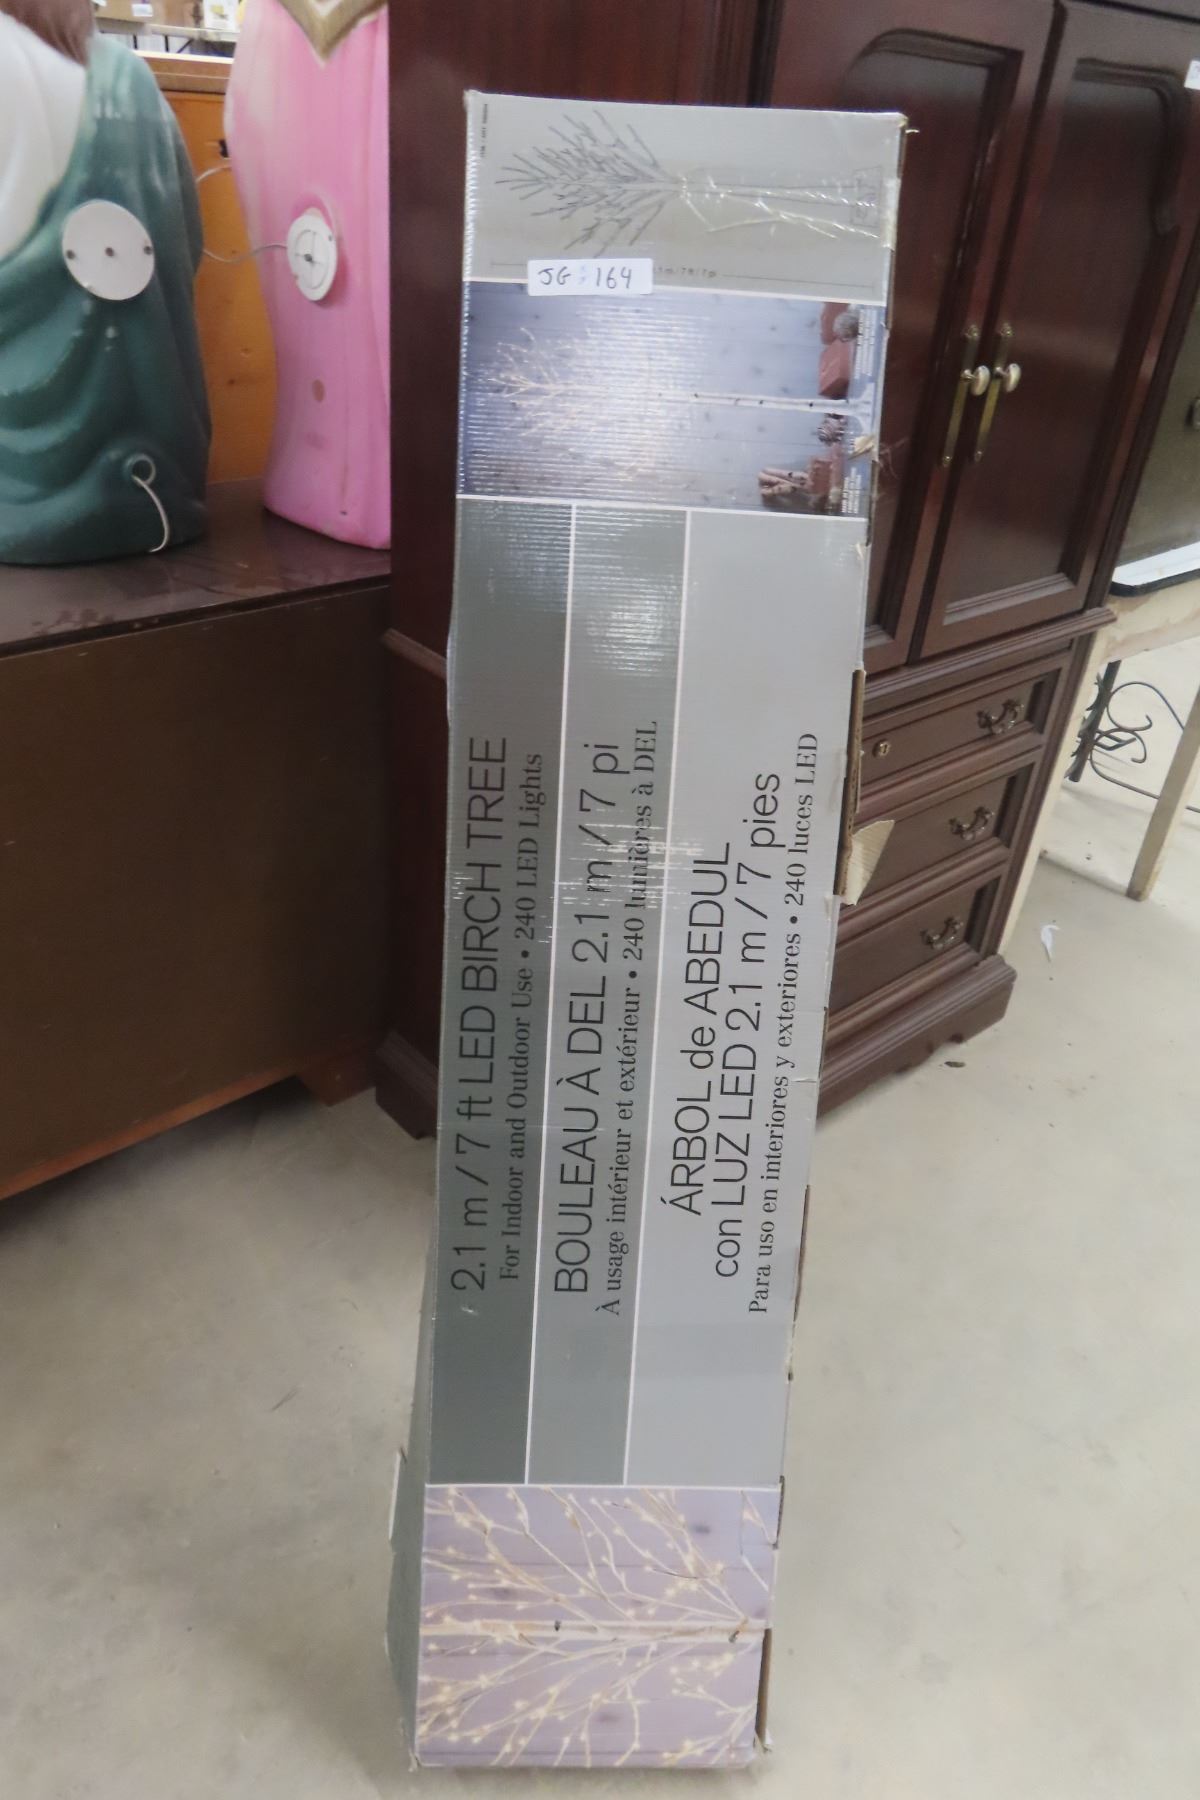 JG 164
2.1 m / 7 ft LED BIRCH TREE
For Indoor and Outdoor Use • 240 LED Lights
BOULEAU À DEL 2.1 m / 7 pi
À usage intérieur et extérieur • 240 lumières à DEL
ÁRBOL de ABEDUL
con LUZ LED 2.1 m / 7 pies
Para uso en interiores y exteriores • 240 luces LED